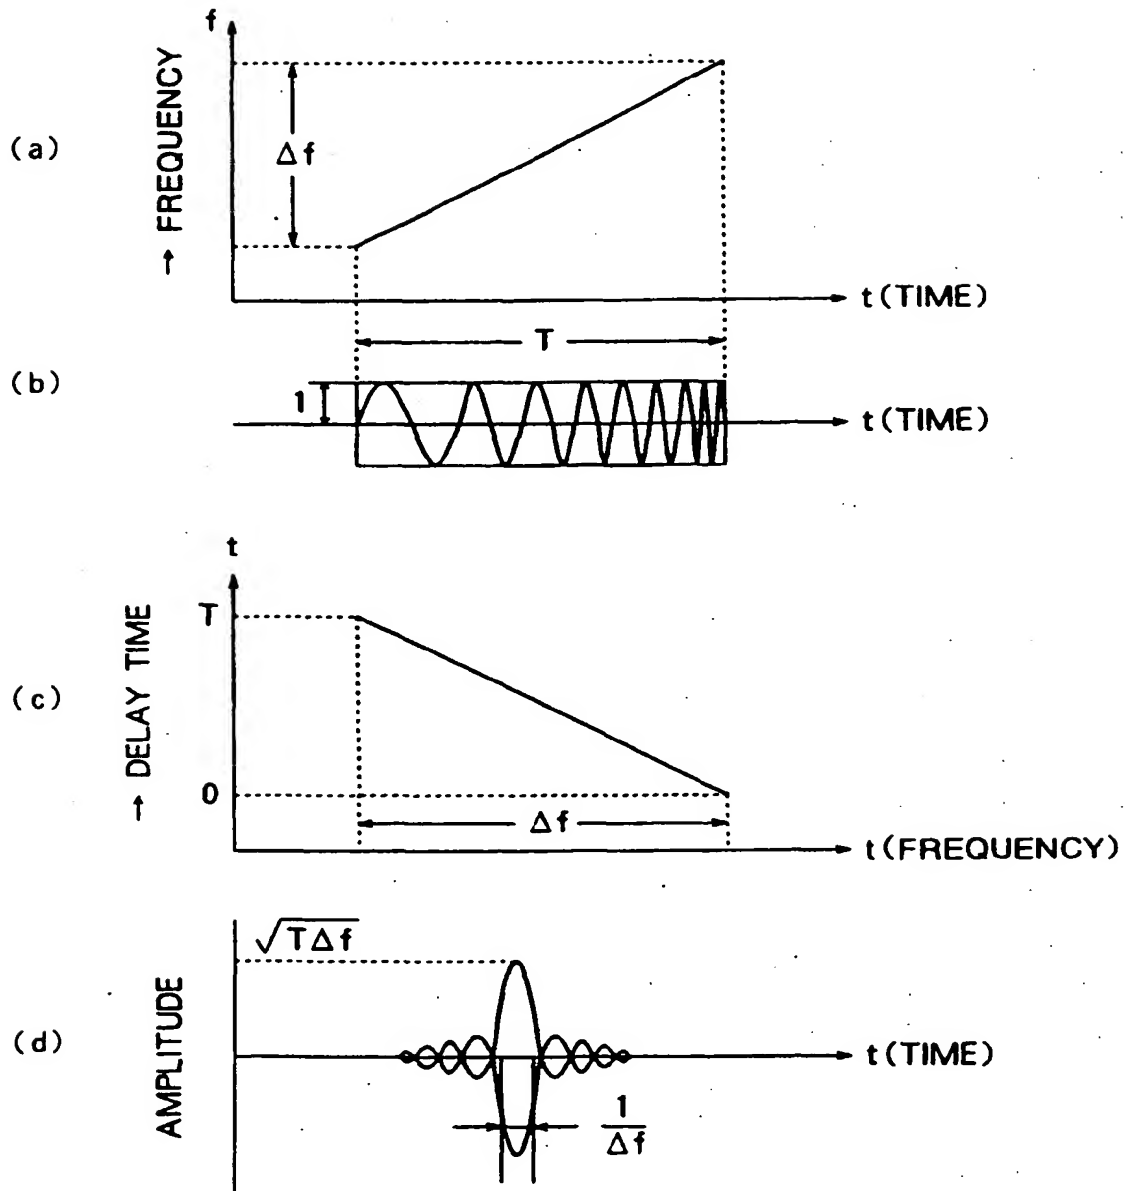 f
→ FREQUENCY
(a)
Δf
t(TIME)
T
(b)
1
t(TIME)
t
T
→ DELAY TIME
(c)
0
Δf
t(FREQUENCY)
√TΔf
AMPLITUDE
(d)
t(TIME)
1/Δf